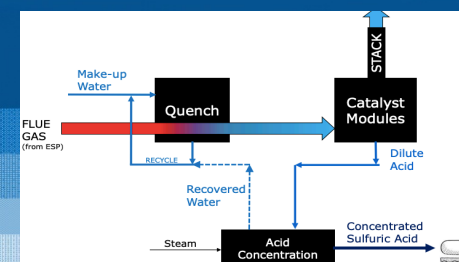 STACK
Make-up
Water
Quench
Catalyst
Modules
FLUE
GAS
(from ESP)
RECYCLE
Dilute
Acid
Recovered
Water
Concentrated
Sulfuric Acid
Steam
Acid
Concentration